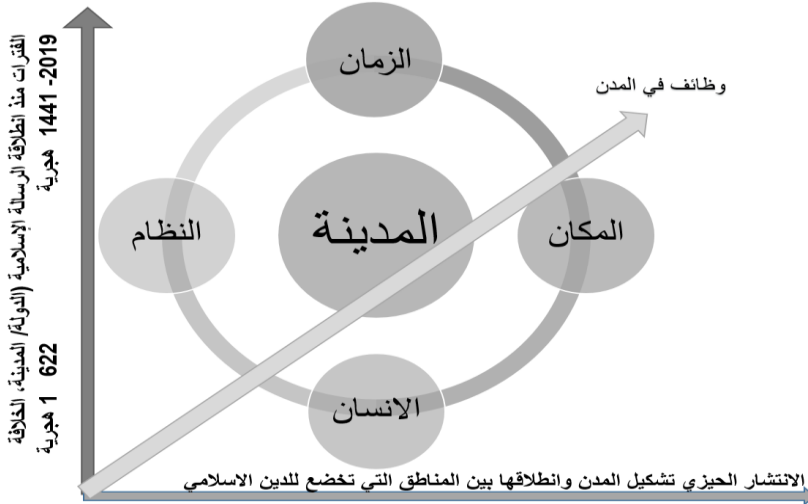 الزمان
وظائف في المدن
النظام
المدينة
المكان
الانسان
الفترات منذ انطلاقة الرسالة الإسلامية (الدولة/ المدينة، الخلافة
622 1441 -2019
1 هجرية هجرية
الانتشار الحيزي تشكيل المدن وانطلاقها بين المناطق التي تخضع للدين الاسلامي